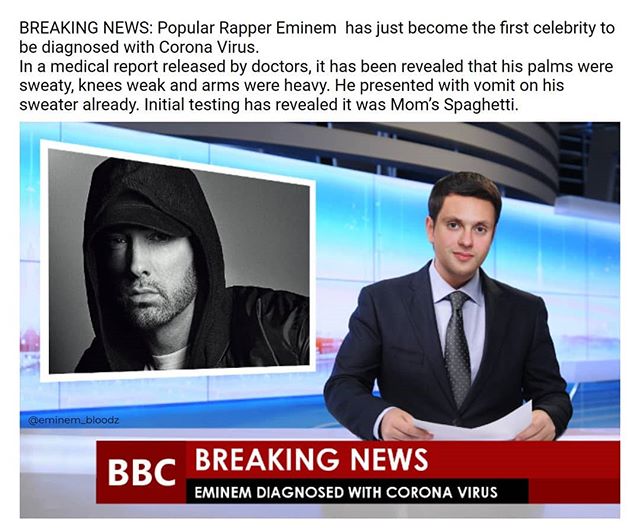 BREAKING NEWS: Popular Rapper Eminem  has just become the first celebrity to
be diagnosed with Corona Virus.
In a medical report released by doctors, it has been revealed that his palms were
sweaty, knees weak and arms were heavy. He presented with vomit on his
sweater already. Initial testing has revealed it was Mom's Spaghetti.
@eminem_bloodz
BBC
BREAKING NEWS
EMINEM DIAGNOSED WITH CORONA VIRUS